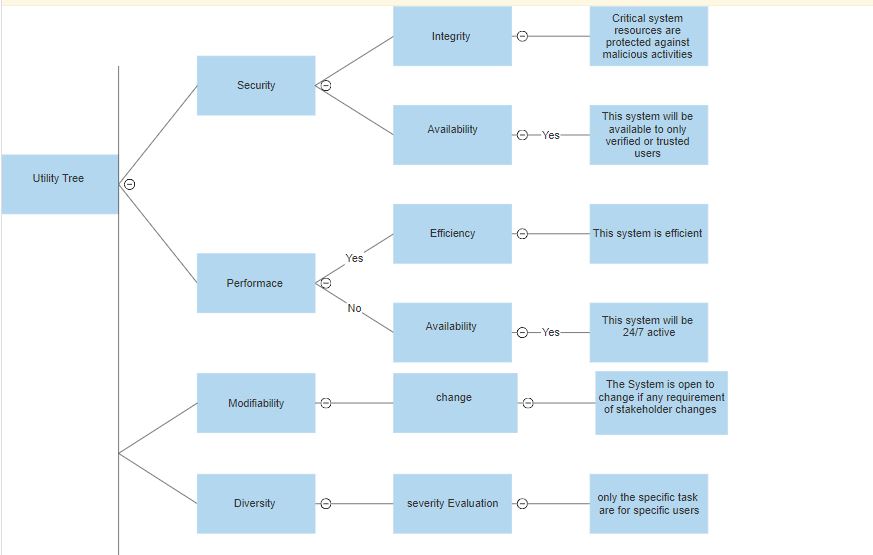 Utility Tree
Security
Integrity
Critical system
resources are
protected against
malicious activities
Availability
Yes
This system will be
available to only
verified or trusted
users
Performace
Yes
Efficiency
This system is efficient
No
Availability
Yes
This system will be
24/7 active
Modifiability
change
The System is open to
change if any requirement
of stakeholder changes
Diversity
severity Evaluation
only the specific task
are for specific users